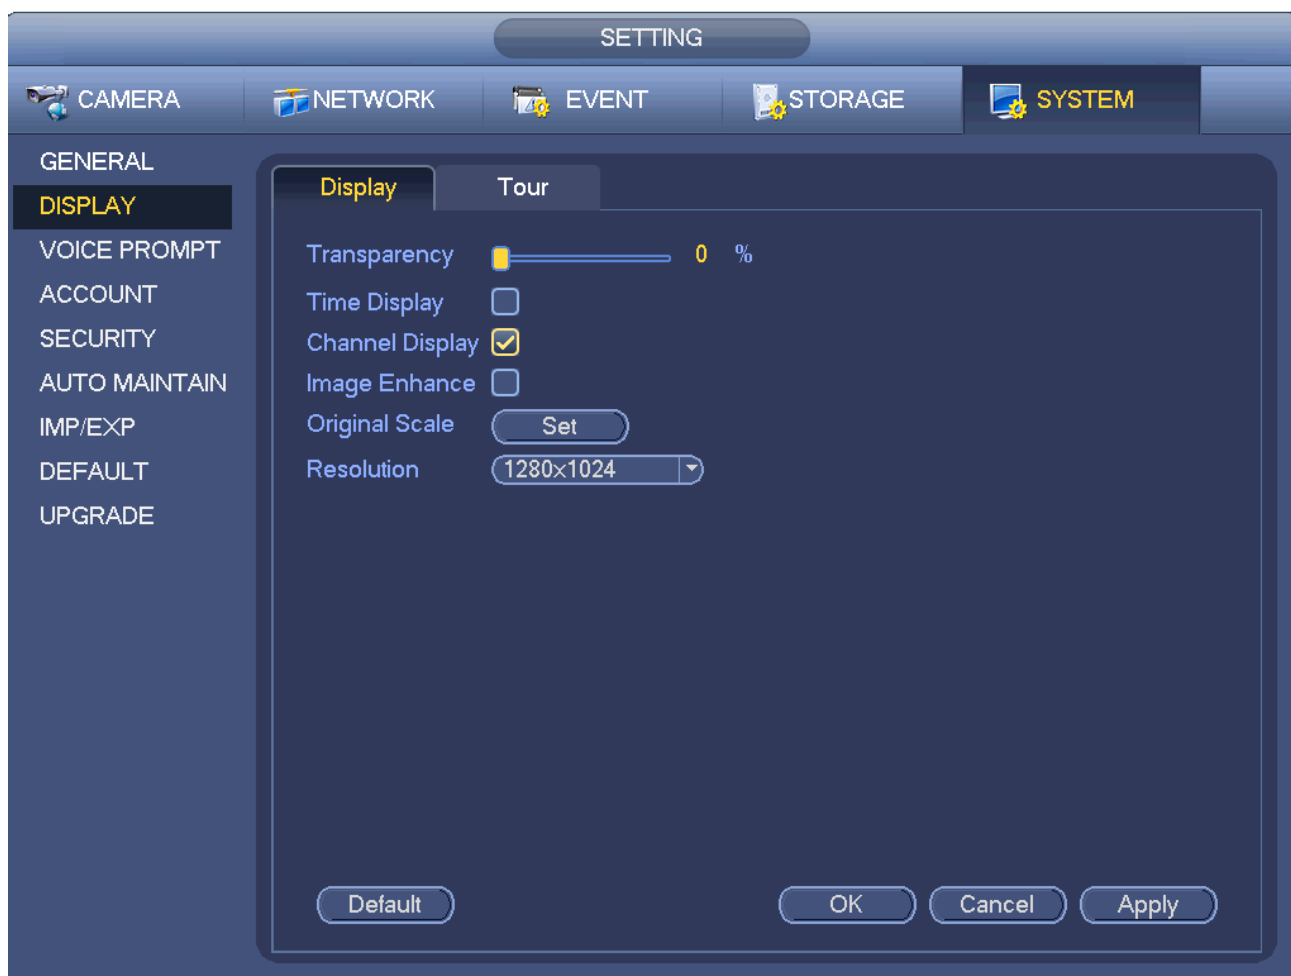 SETTING
CAMERA NETWORK EVENT STORAGE SYSTEM
GENERAL
DISPLAY
VOICE PROMPT
ACCOUNT
SECURITY
AUTO MAINTAIN
IMP/EXP
DEFAULT
UPGRADE
Display Tour
Transparency 0 %
Time Display
Channel Display
Image Enhance
Original Scale Set
Resolution 1280×1024
Default OK Cancel Apply